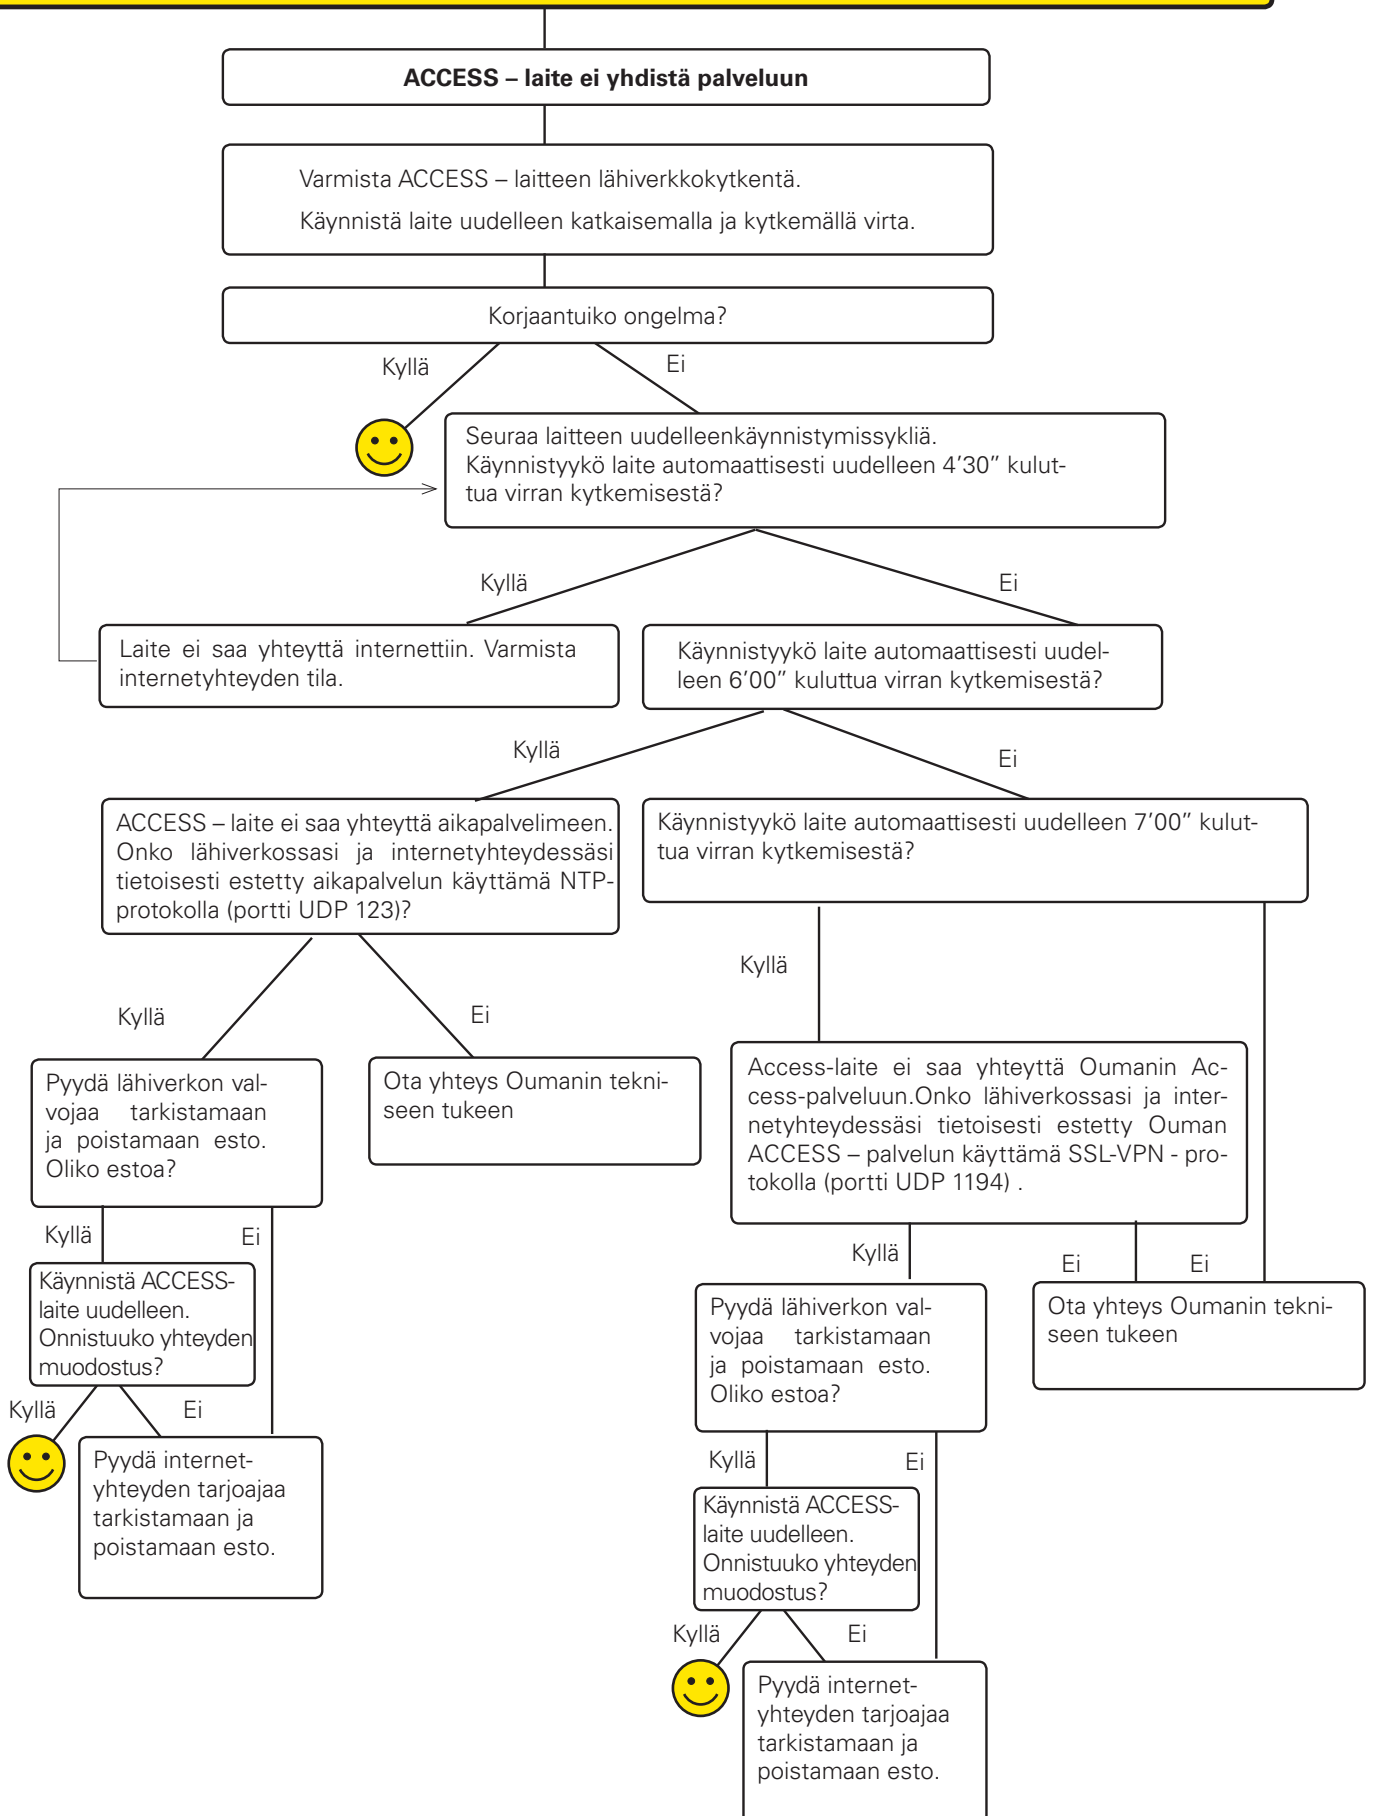 ACCESS – laite ei yhdistä palveluun
Varmista ACCESS – laitteen lähiverkkokytkentä.
Käynnistä laite uudelleen katkaisemalla ja kytkemällä virta.
Korjaantuiko ongelma?
Kyllä
Ei
Seuraa laitteen uudelleenkäynnistymissykliä.
Käynnistyykö laite automaattisesti uudelleen 4’30” kulut-
tua virran kytkemisestä?
Kyllä
Ei
Laite ei saa yhteyttä internettiin. Varmista
internetyhteyden tila.
Käynnistyykö laite automaattisesti uudel-
leen 6’00” kuluttua virran kytkemisestä?
Kyllä
Ei
ACCESS – laite ei saa yhteyttä aikapalvelimeen.
Onko lähiverkossasi ja internetyhteydessäsi
tietoisesti estetty aikapalvelun käyttämä NTP-
protokolla (portti UDP 123)?
Käynnistyykö laite automaattisesti uudelleen 7’00” kulut-
tua virran kytkemisestä?
Kyllä
Kyllä
Ei
Pyydä lähiverkon val-
vojaa tarkistamaan
ja poistamaan esto.
Oliko estoa?
Ota yhteys Oumanin tekni-
seen tukeen
Access-laite ei saa yhteyttä Oumanin Ac-
cess-palveluun.Onko lähiverkossasi ja inter-
netyhteydessäsi tietoisesti estetty Ouman
ACCESS – palvelun käyttämä SSL-VPN - pro-
tokolla (portti UDP 1194) .
Kyllä
Ei
Käynnistä ACCESS-
laite uudelleen.
Onnistuuko yhteyden
muodostus?
Kyllä
Ei
Pyydä internet-
yhteyden tarjoajaa
tarkistamaan ja
poistamaan esto.
Kyllä
Ei
Ei
Pyydä lähiverkon val-
vojaa tarkistamaan
ja poistamaan esto.
Oliko estoa?
Ota yhteys Oumanin tekni-
seen tukeen
Kyllä
Ei
Käynnistä ACCESS-
laite uudelleen.
Onnistuuko yhteyden
muodostus?
Kyllä
Ei
Pyydä internet-
yhteyden tarjoajaa
tarkistamaan ja
poistamaan esto.